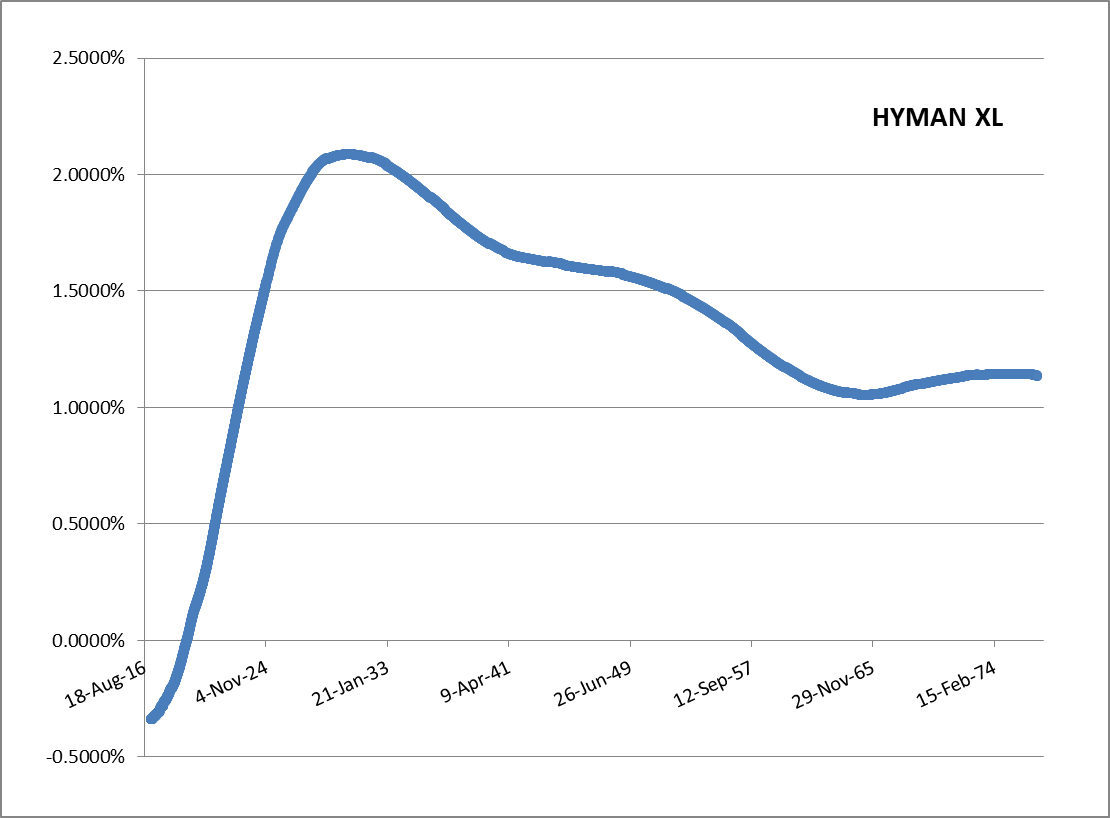 2.5000%
HYMAN XL
2.0000%
1.5000%
1.0000%
0.5000%
0.0000%
-0.5000%
18-Aug-16
4-Nov-24
21-Jan-33
9-Apr-41
26-Jun-49
12-Sep-57
29-Nov-65
15-Feb-74